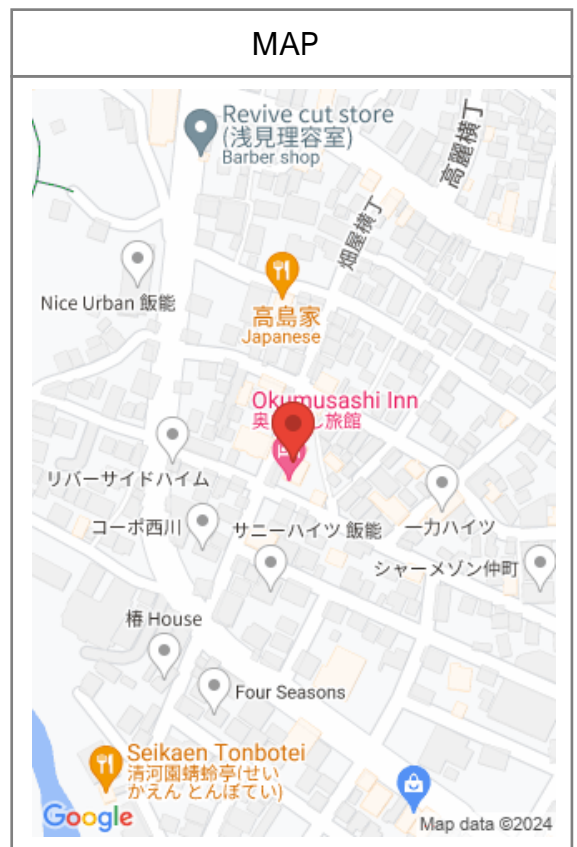 MAP
Revive cut store
(浅見理容室)
Barber shop
高麗横丁
畑屋横丁
Nice Urban 飯能
高島家
Japanese
Okumusashi Inn
奥 し旅館
リバーサイドハイム
コーポ西川
サニーハイツ 飯能
一力ハイツ
シャーメゾン仲町
椿 House
Four Seasons
Seikaen Tonbotei
清河園蜻蛉亭(せい
かえん とんぼてい)
Google
Map data ©2024